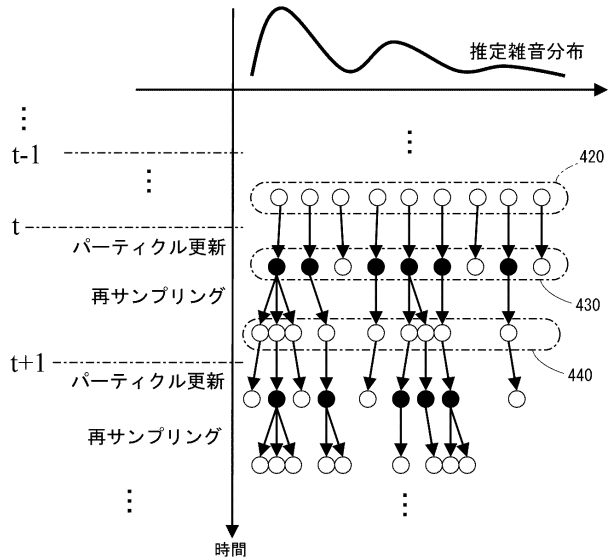 推定雑音分布
⋮
t-1
⋮
⋮
420
t
パーティクル更新
再サンプリング
430
t+1
パーティクル更新
440
再サンプリング
⋮
⋮
時間